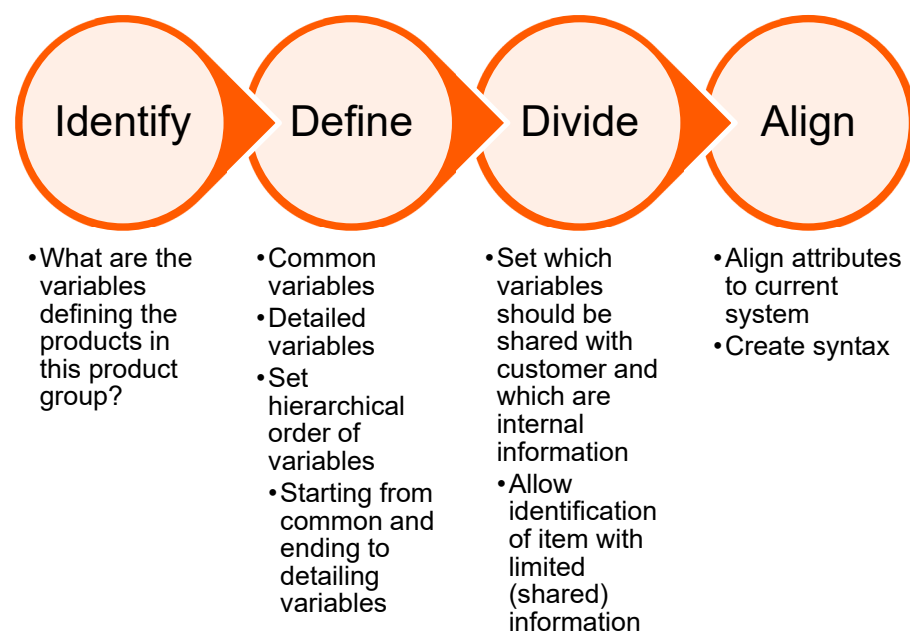 Identify
Define
Divide
Align
•What are the
variables
defining the
products in
this product
group?
•Common
variables
•Detailed
variables
•Set
hierarchical
order of
variables
•Starting from
common and
ending to
detailing
variables
•Set which
variables
should be
shared with
customer and
which are
internal
information
•Allow
identification
of item with
limited
(shared)
information
•Align attributes
to current
system
•Create syntax